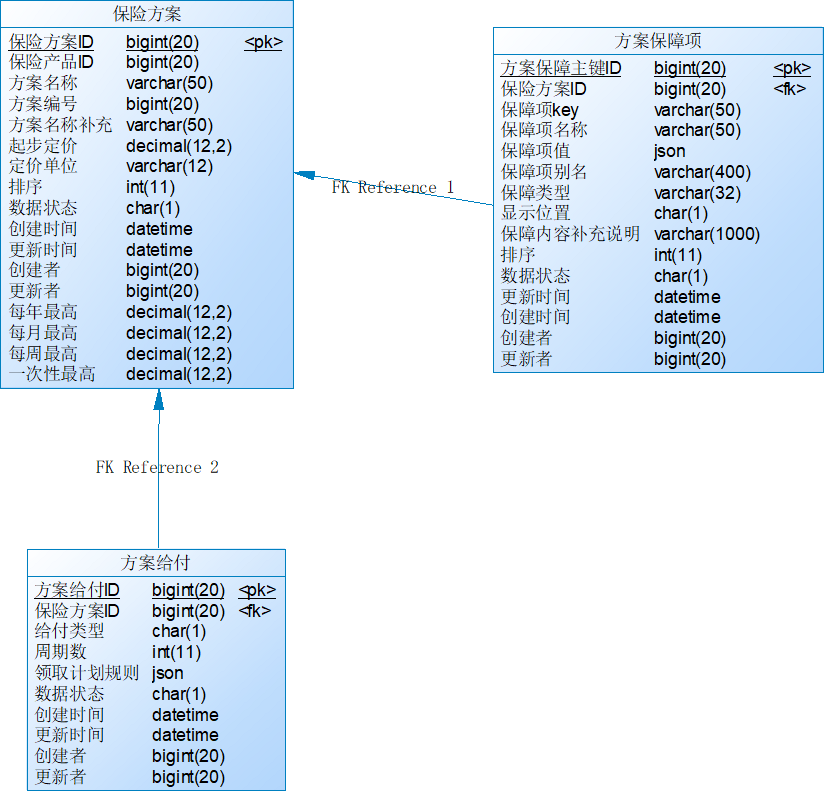 保险方案
保险方案ID bigint(20) <pk>
保险产品ID bigint(20)
方案名称 varchar(50)
方案编号 bigint(20)
方案名称补充 varchar(50)
起步定价 decimal(12,2)
定价单位 varchar(12)
排序 int(11)
数据状态 char(1)
创建时间 datetime
更新时间 datetime
创建者 bigint(20)
更新者 bigint(20)
每年最高 decimal(12,2)
每月最高 decimal(12,2)
每周最高 decimal(12,2)
一次性最高 decimal(12,2)
FK Reference 1
方案保障项
方案保障主键ID bigint(20) <pk>
保险方案ID bigint(20) <fk>
保障项key varchar(50)
保障项名称 varchar(50)
保障项值 json
保障项别名 varchar(400)
保障类型 varchar(32)
显示位置 char(1)
保障内容补充说明 varchar(1000)
排序 int(11)
数据状态 char(1)
更新时间 datetime
创建时间 datetime
创建者 bigint(20)
更新者 bigint(20)
FK Reference 2
方案给付
方案给付ID bigint(20) <pk>
保险方案ID bigint(20) <fk>
给付类型 char(1)
周期数 int(11)
领取计划规则 json
数据状态 char(1)
创建时间 datetime
更新时间 datetime
创建者 bigint(20)
更新者 bigint(20)